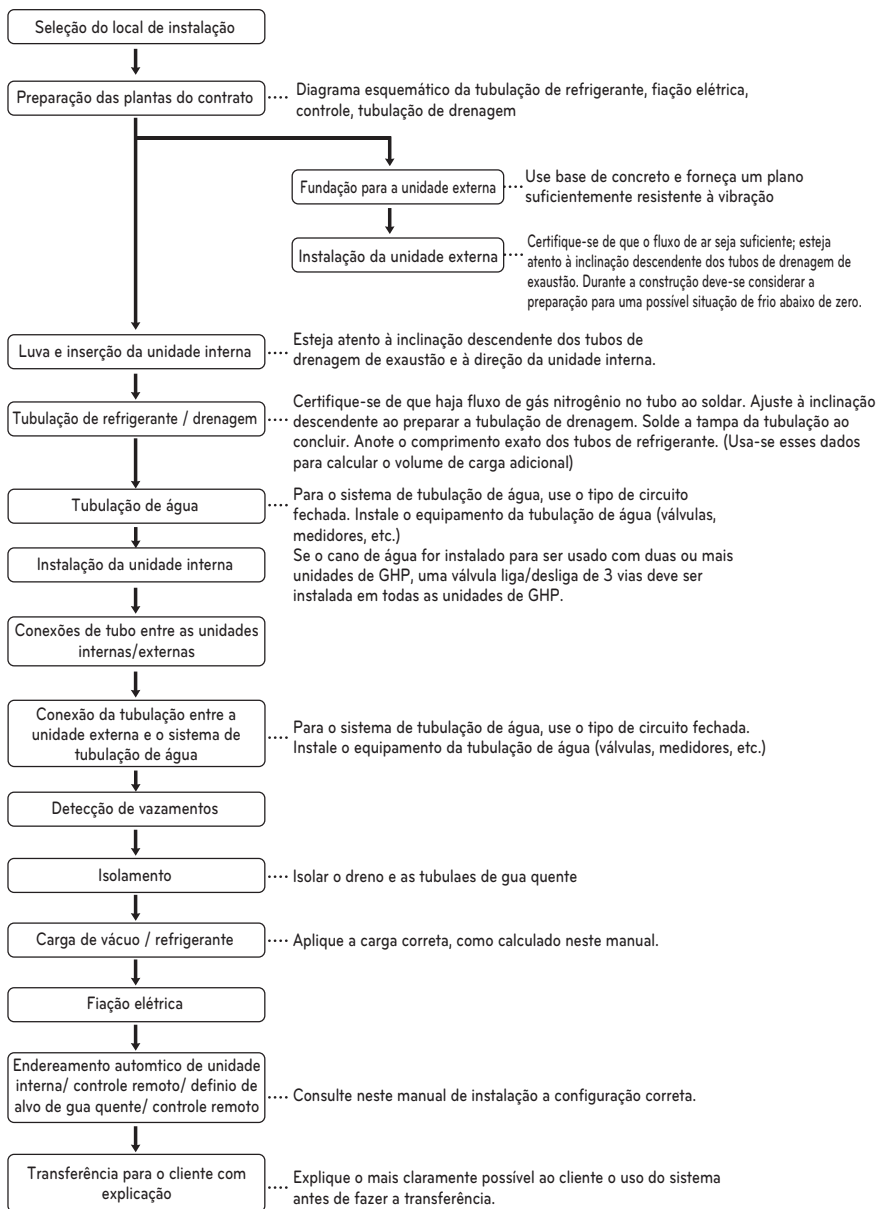 Seleção do local de instalação
Preparação das plantas do contrato
Diagrama esquemático da tubulação de refrigerante, fiação elétrica,
controle, tubulação de drenagem
Fundação para a unidade externa
Use base de concreto e forneça um plano
suficientemente resistente à vibração
Instalação da unidade externa
Certifique-se de que o fluxo de ar seja suficiente; esteja
atento à inclinação descendente dos tubos de drenagem de
exaustão. Durante a construção deve-se considerar a
preparação para uma possível situação de frio abaixo de zero.
Luva e inserção da unidade interna
Esteja atento à inclinação descendente dos tubos de
drenagem de exaustão e à direção da unidade interna.
Tubulação de refrigerante / drenagem
Certifique-se de que haja fluxo de gás nitrogênio no tubo ao soldar. Ajuste à inclinação
descendente ao preparar a tubulação de drenagem. Solde a tampa da tubulação ao
concluir. Anote o comprimento exato dos tubos de refrigerante. (Usa-se esses dados
para calcular o volume de carga adicional)
Tubulação de água
Para o sistema de tubulação de água, use o tipo de circuito
fechada. Instale o equipamento da tubulação de água (válvulas,
medidores, etc.)
Se o cano de água for instalado para ser usado com duas ou mais
unidades de GHP, uma válvula liga/desliga de 3 vias deve ser
instalada em todas as unidades de GHP.
Instalação da unidade interna
Conexões de tubo entre as unidades
internas/externas
Conexão da tubulação entre a
unidade externa e o sistema de
tubulação de água
Para o sistema de tubulação de água, use o tipo de circuito fechada.
Instale o equipamento da tubulação de água (válvulas, medidores, etc.)
Detecção de vazamentos
Isolamento
Isolar o dreno e as tubulaes de gua quente
Carga de vácuo / refrigerante
Aplique a carga correta, como calculado neste manual.
Fiação elétrica
Endereamento automtico de unidade
interna/ controle remoto/ definio de
alvo de gua quente/ controle remoto
Consulte neste manual de instalação a configuração correta.
Transferência para o cliente com
explicação
Explique o mais claramente possível ao cliente o uso do sistema
antes de fazer a transferência.